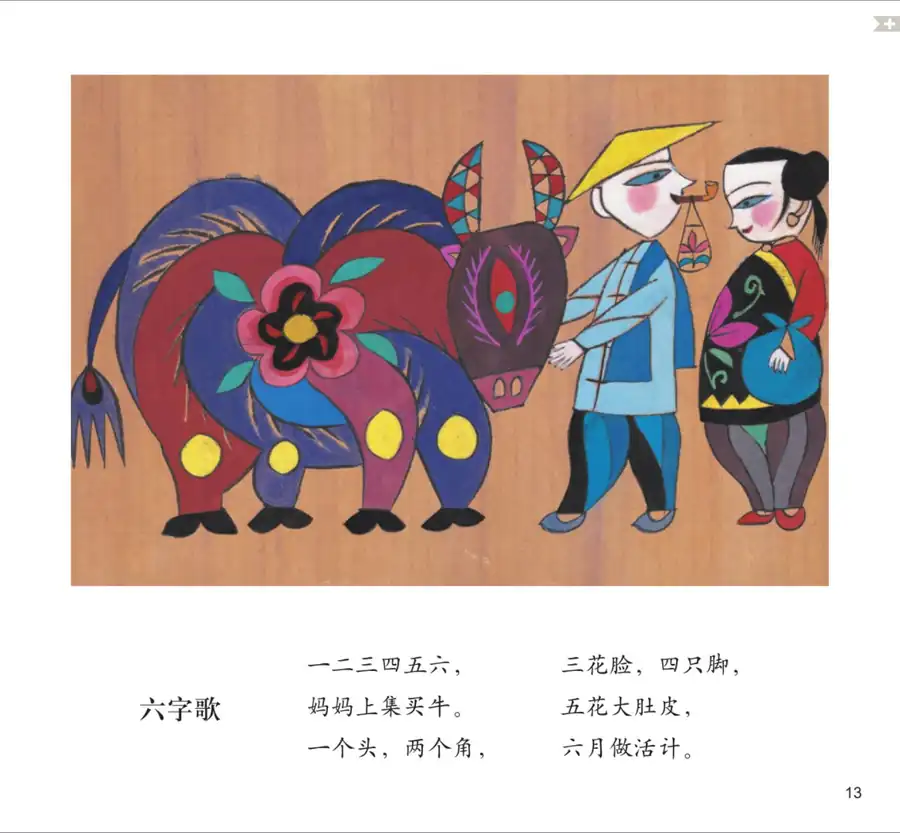 六字歌
一二三四五六，
妈妈上集买牛。
一个头，两个角，
三花脸，四只脚，
五花大肚皮，
六月做活计。
13